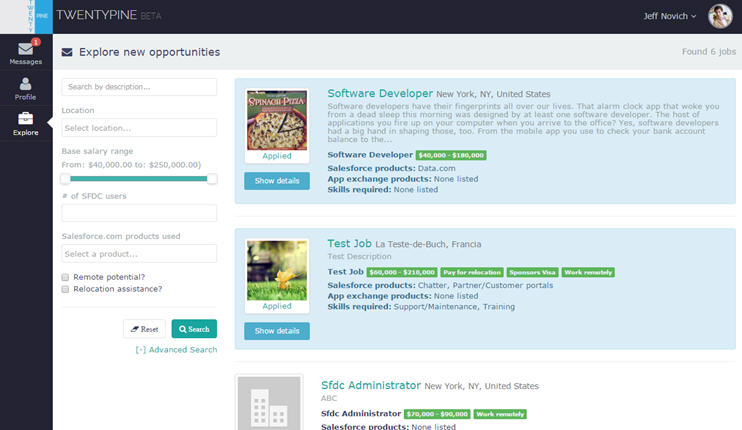 TWENTY
PINE
TWENTYPINE BETA
Jeff Novich
1
Messages
Profile
Explore
Explore new opportunities
Found 6 jobs
Search by description...
Location
Select location...
Base salary range
From: $40,000.00 to: $250,000.00)
# of SFDC users
Salesforce.com products used
Select a product...
Remote potential?
Relocation assistance?
Reset
Search
[-] Advanced Search
SPINACH-PIZZA
Applied
Show details
Software Developer New York, NY, United States
Software developers have their fingerprints all over our lives. That alarm clock app that woke you
from a dead sleep this morning was designed by at least one software developer. The host of
applications you fire up on your computer when you arrive to the office? Yes, software developers
had a big hand in shaping those, too. From the mobile app you use to check your bank account
balance to the...
Software Developer $40,000 - $180,000
Salesforce products: Data.com
App exchange products: None listed
Skills required: None listed
Applied
Show details
Test Job La Teste-de-Buch, Francia
Test Description
Test Job $60,000 - $210,000 Pay for relocation Sponsors Visa Work remotely
Salesforce products: Chatter, Partner/Customer portals
App exchange products: None listed
Skills required: Support/Maintenance, Training
Sfdc Administrator New York, NY, United States
ABC
Sfdc Administrator $70,000 - $90,000 Work remotely
Salesforce products: None listed